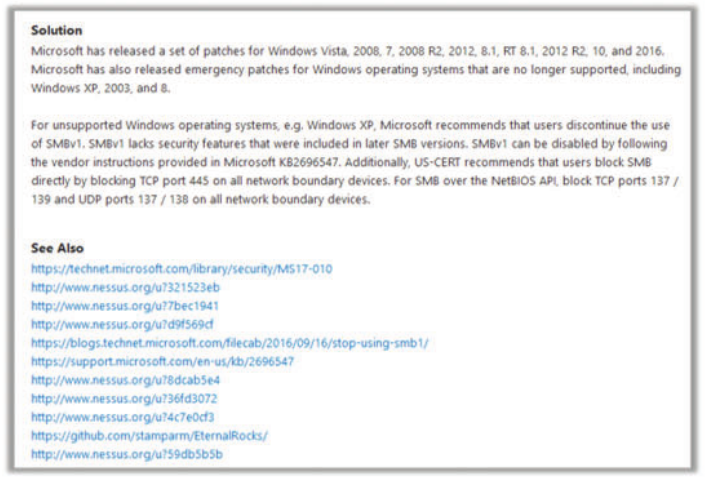 Solution
Microsoft has released a set of patches for Windows Vista, 2008, 7, 2008 R2, 2012, 8.1, RT 8.1, 2012 R2, 10, and 2016.
Microsoft has also released emergency patches for Windows operating systems that are no longer supported, including
Windows XP, 2003, and 8.
For unsupported Windows operating systems, e.g. Windows XP, Microsoft recommends that users discontinue the use
of SMBv1. SMBv1 lacks security features that were included in later SMB versions. SMBv1 can be disabled by following
the vendor instructions provided in Microsoft KB2696547. Additionally, US-CERT recommends that users block SMB
directly by blocking TCP port 445 on all network boundary devices. For SMB over the NetBIOS API, block TCP ports 137 /
139 and UDP ports 137 / 138 on all network boundary devices.
See Also
https://technet.microsoft.com/library/security/MS17-010
http://www.nessus.org/u?321523eb
http://www.nessus.org/u?7bec1941
http://www.nessus.org/u?d9f569cf
https://blogs.technet.microsoft.com/filecab/2016/09/16/stop-using-smb1/
https://support.microsoft.com/en-us/kb/2696547
http://www.nessus.org/u?8dcab5e4
http://www.nessus.org/u?36fd3072
http://www.nessus.org/u?4c7e0cf3
https://github.com/stamparm/EternalRocks/
http://www.nessus.org/u?59db5b5b